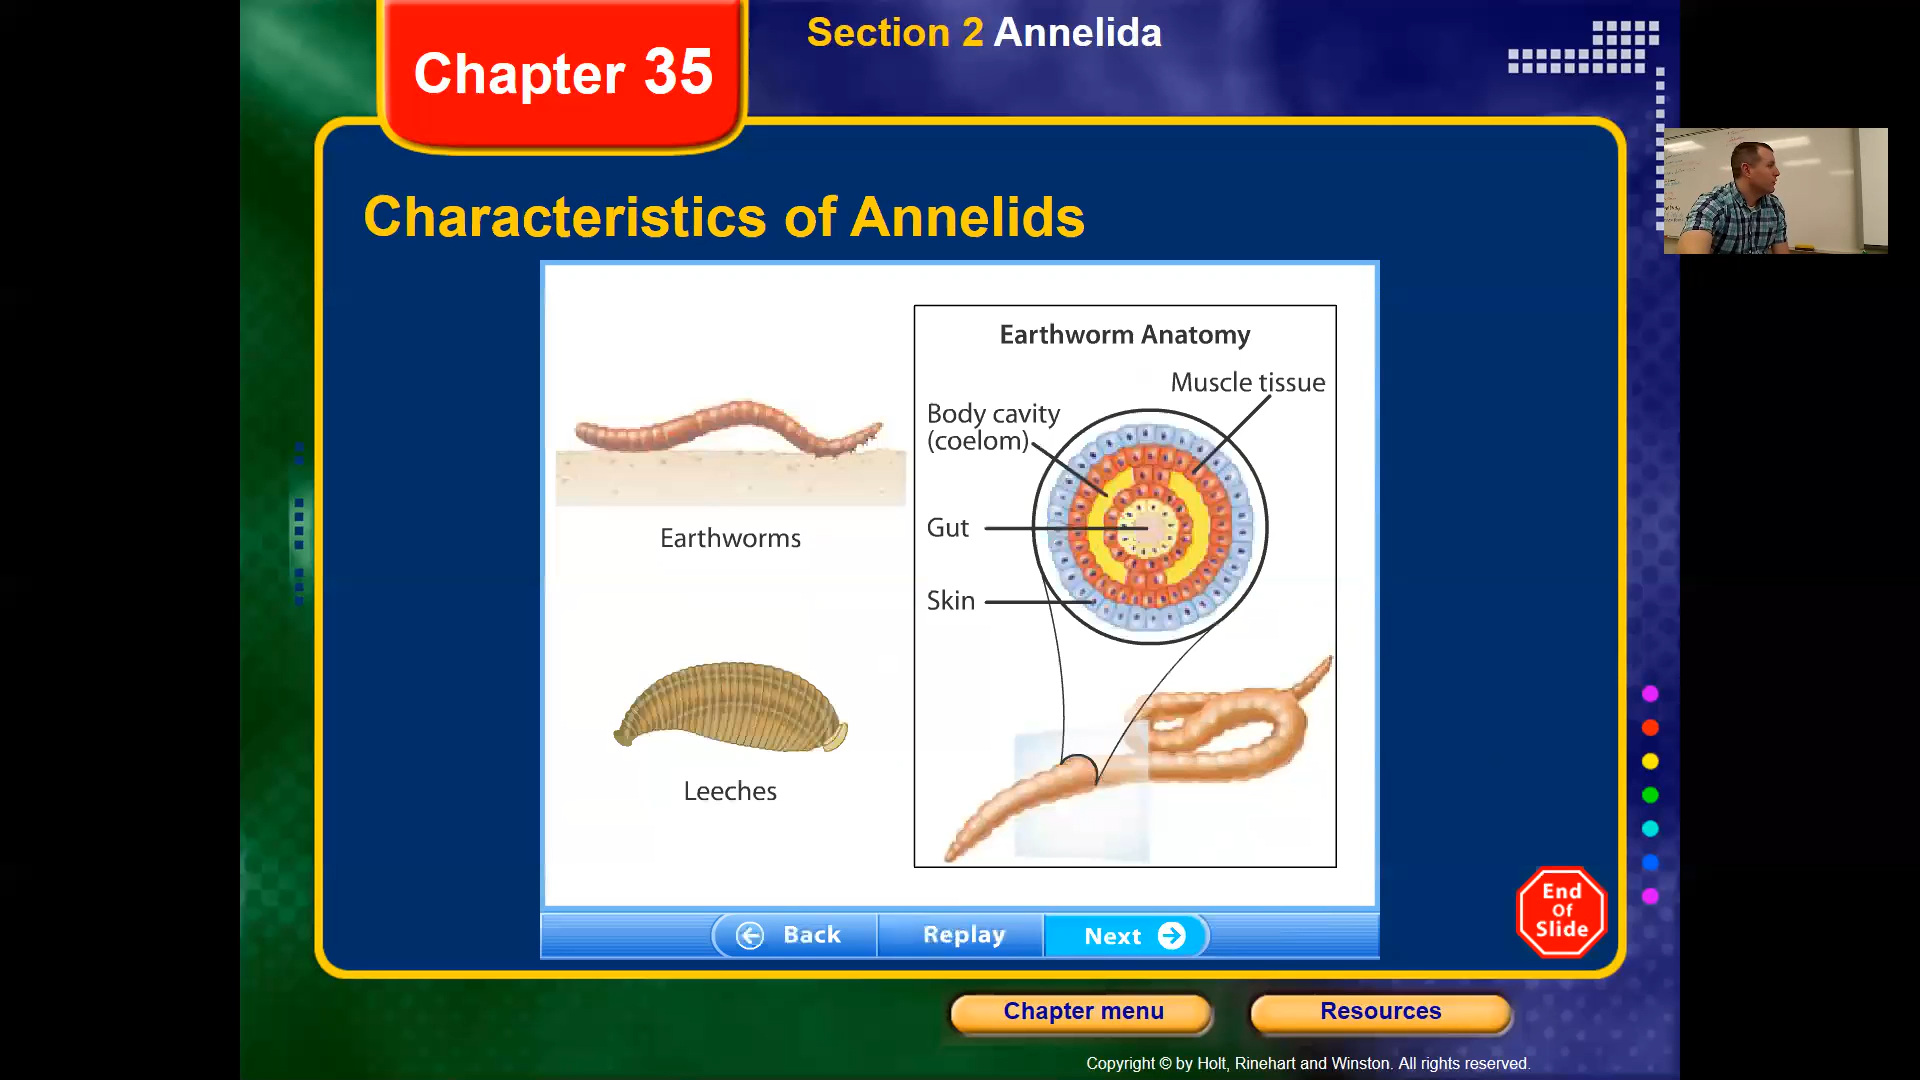 Chapter 35
Section 2 Annelida
Characteristics of Annelids
Earthworm Anatomy
Muscle tissue
Body cavity
(coelom)
Gut
Skin
Earthworms
Leeches
Back
Replay
Next
End
Of
Slide
Chapter menu
Resources
Copyright © by Holt, Rinehart and Winston. All rights reserved.